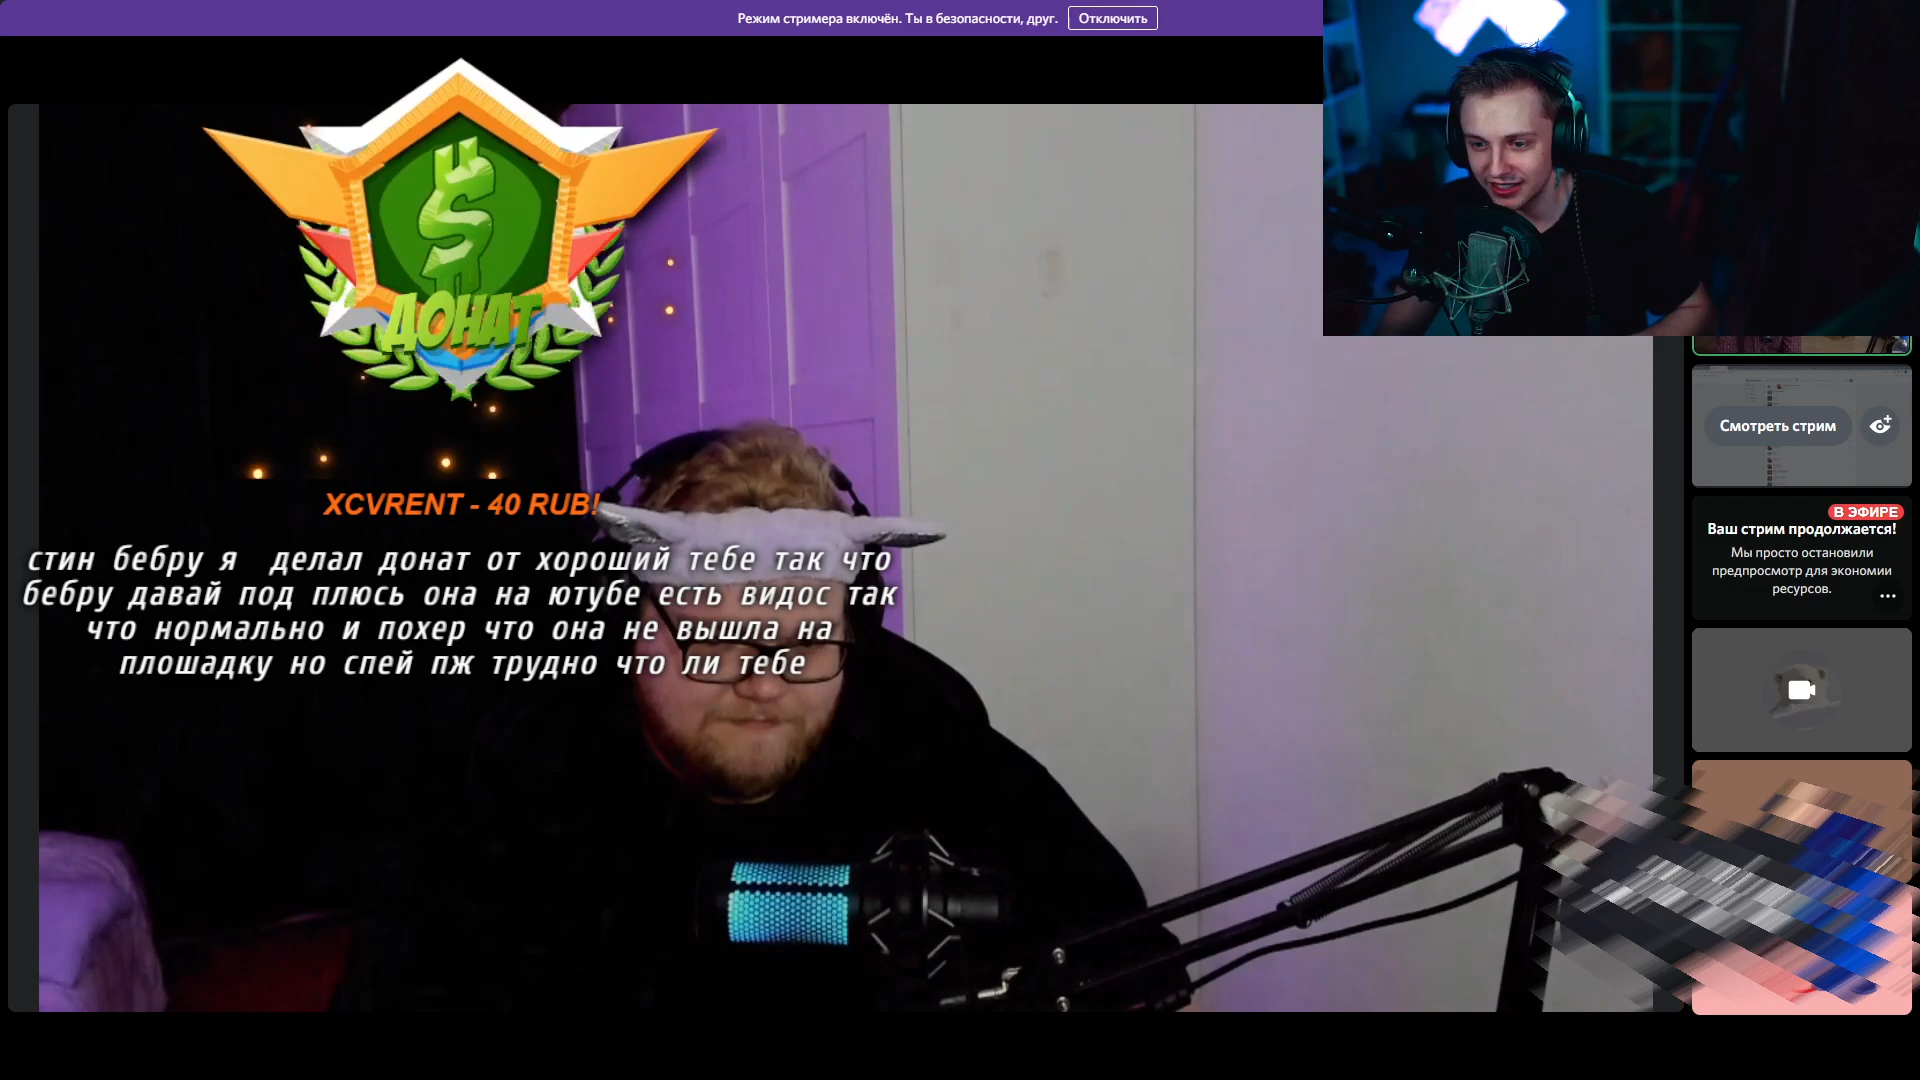 Режим стримера включён. Ты в безопасности, друг.
Отключить
ДОНАТ
XCVRENT - 40 RUB!
стин бебру я делал донат от хороший тебе так что
бебру давай под плюсь она на ютубе есть видос так
что нормально и похер что она не вышла на
плошадку но спей пж трудно что ли тебе
Смотреть стрим
В ЭФИРЕ
Ваш стрим продолжается!
Мы просто остановили
предпросмотр для экономии
ресурсов.